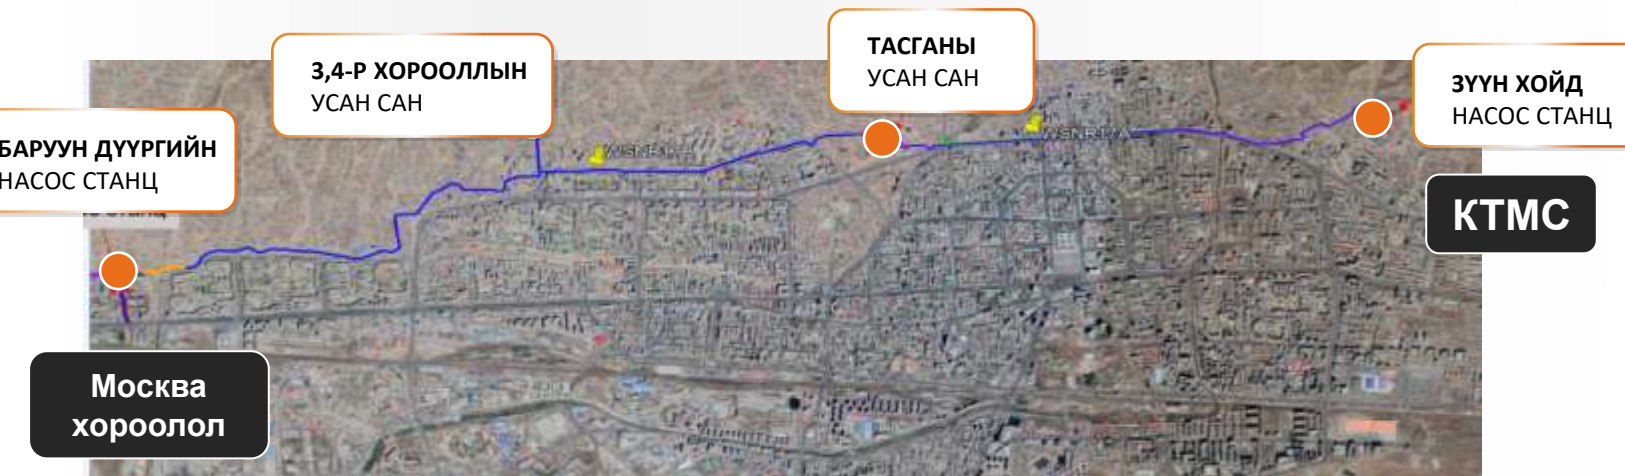 БАРУУН ДҮҮРГИЙН
НАСОС СТАНЦ
3,4-Р ХОРООЛЛЫН
УСАН САН
ТАСГАНЫ
УСАН САН
ЗҮҮН ХОЙД
НАСОС СТАНЦ
КТМС
Москва
хороолол